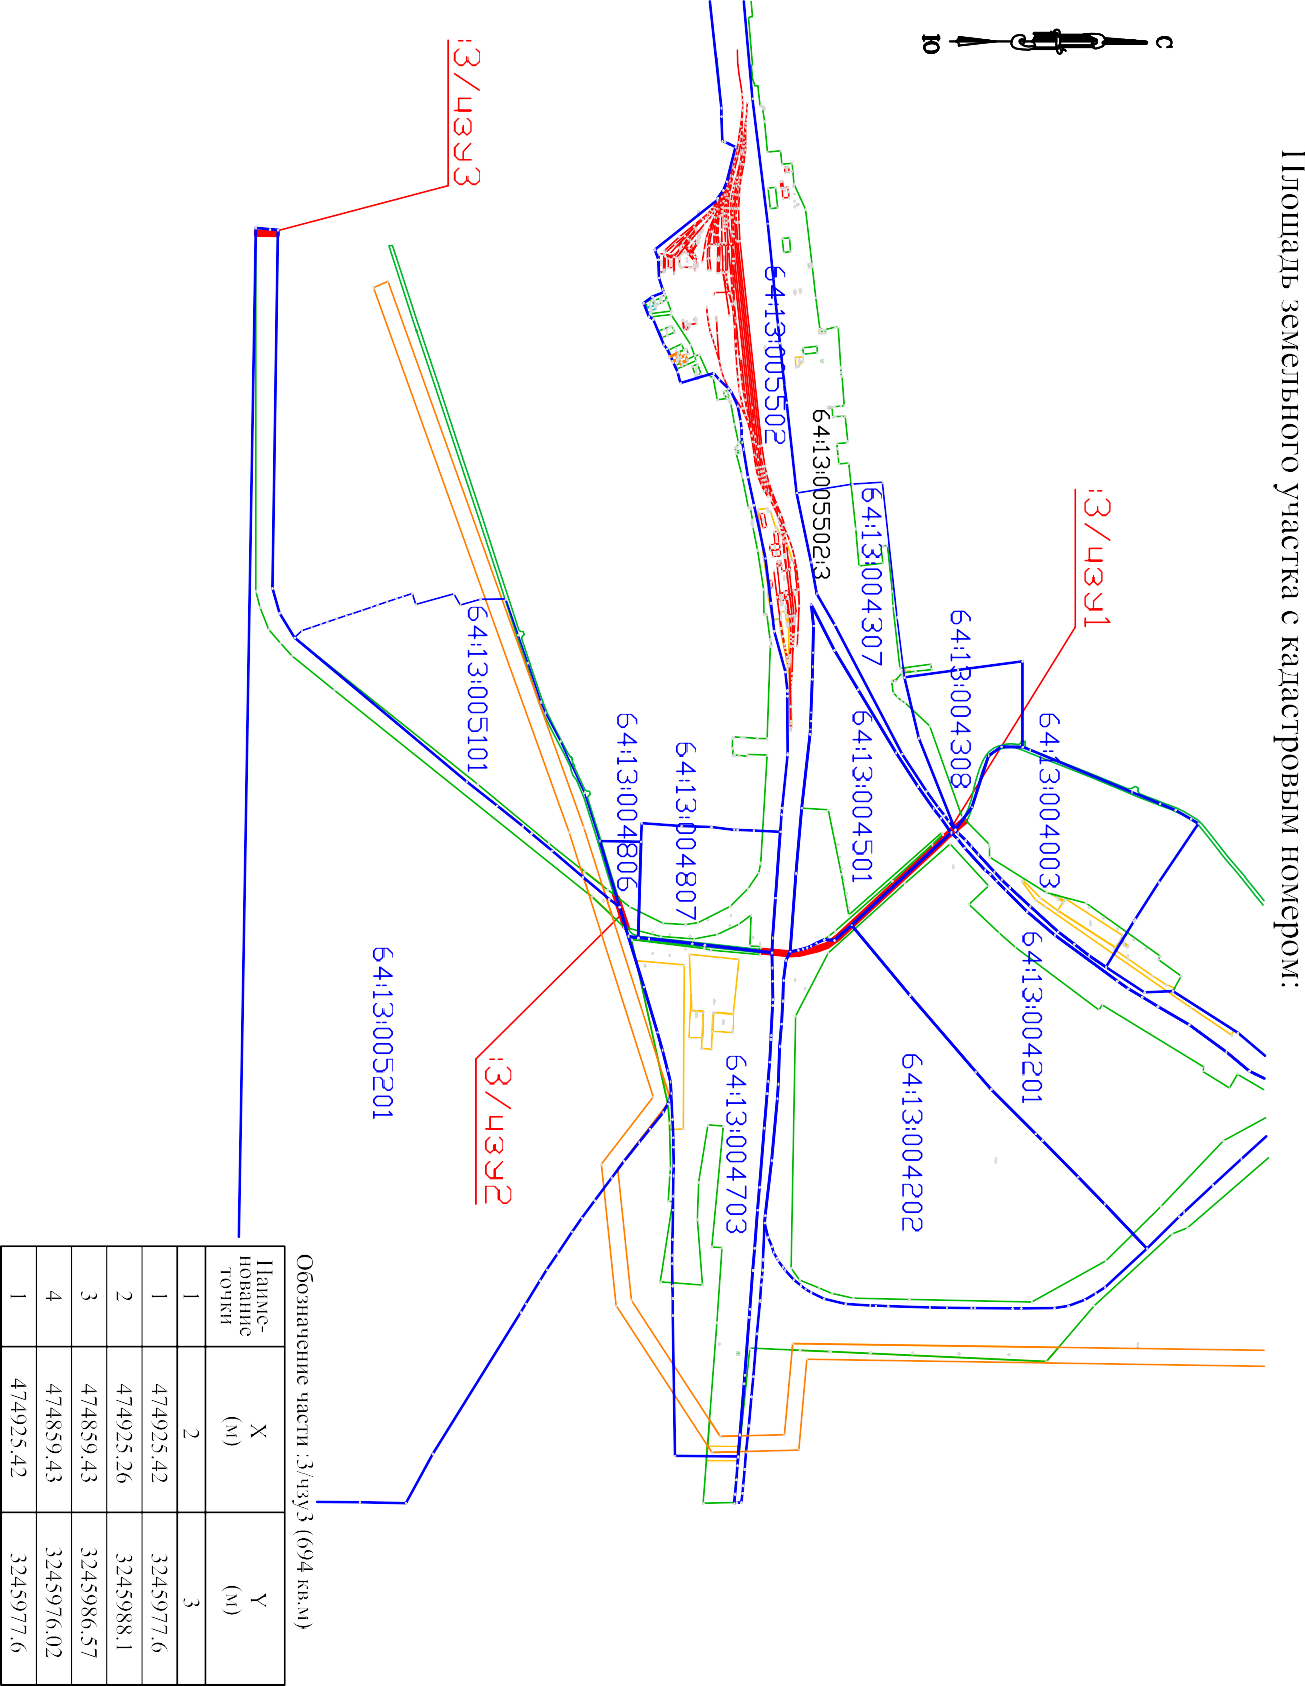 Площадь земельного участка с кадастровым номером:
С
Ю
:3/чзу1
64:13:004003
64:13:004201
64:13:004308
64:13:004202
64:13:004307
64:13:004501
64:13:005502:3
64:13:005502
64:13:004703
64:13:004807
64:13:004806
:3/чзу2
:3/чзу3
64:13:005101
64:13:005201
Обозначение части :3/чзу3 (694 кв.м)
Наиме-
нование
точки
X
(м)
Y
(м)
1 2 3
1 474925.42 3245977.6
2 474925.26 3245988.1
3 474859.43 3245986.57
4 474859.43 3245976.02
1 474925.42 3245977.6